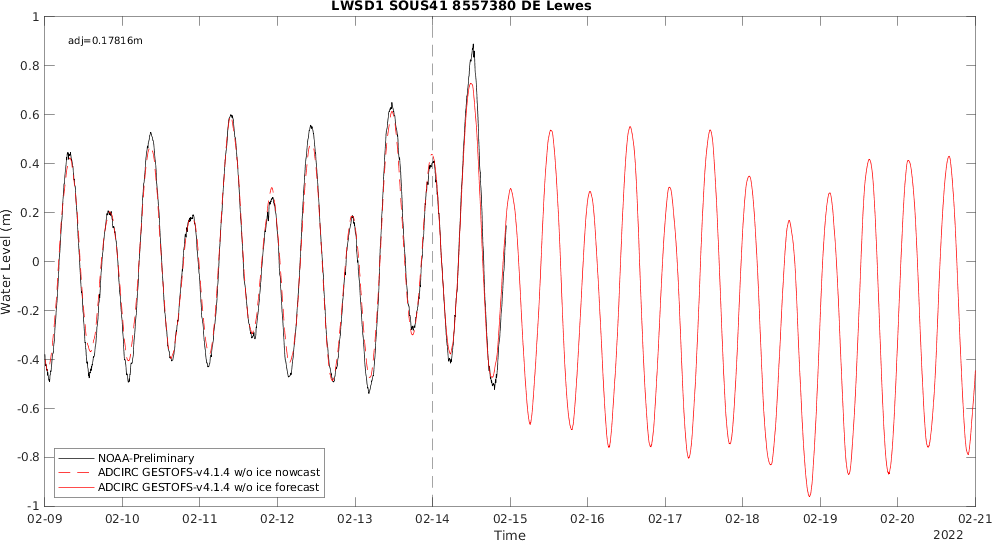 LWSD1 SOUS41 8557380 DE Lewes
adj=0.17816m
Water Level (m)
1
0.8
0.6
0.4
0.2
0
-0.2
-0.4
-0.6
-0.8
-1
NOAA-Preliminary
ADCIRC GESTOFS-v4.1.4 w/o ice nowcast
ADCIRC GESTOFS-v4.1.4 w/o ice forecast
02-09 02-10 02-11 02-12 02-13 02-14 02-15 02-16 02-17 02-18 02-19 02-20 02-21
Time
2022